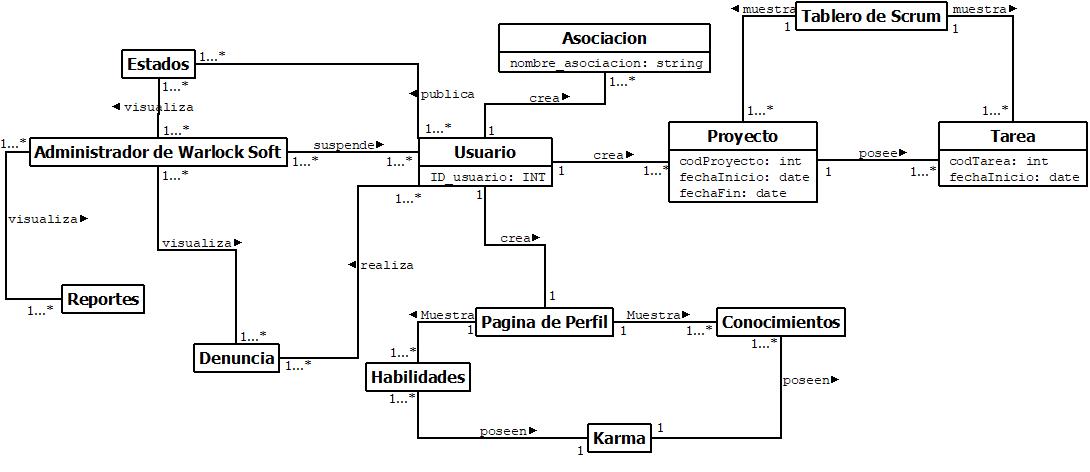 muestra
Tablero de Scrum
muestra
1
1
Asociacion
nombre_asociacion: string
1...*
Estados
1...*
1...*
publica
crea
visualiza
1...*
1...*
1
1...*
1...*
1...*
Administrador de Warlock Soft
suspende
1...*
1...*
Usuario
ID_usuario: INT
crea
1
1...*
Proyecto
codProyecto: int
fechaInicio: date
fechaFin: date
posee
1
1...*
Tarea
codTarea: int
fechaInicio: date
1...*
1...*
1
visualiza
visualiza
crea
realiza
Reportes
1...*
1
Muestra
1
Pagina de Perfil
1
Muestra
1...*
Conocimientos
1...*
1...*
1...*
Denuncia
1...*
Habilidades
1...*
poseen
poseen
1
Karma
1